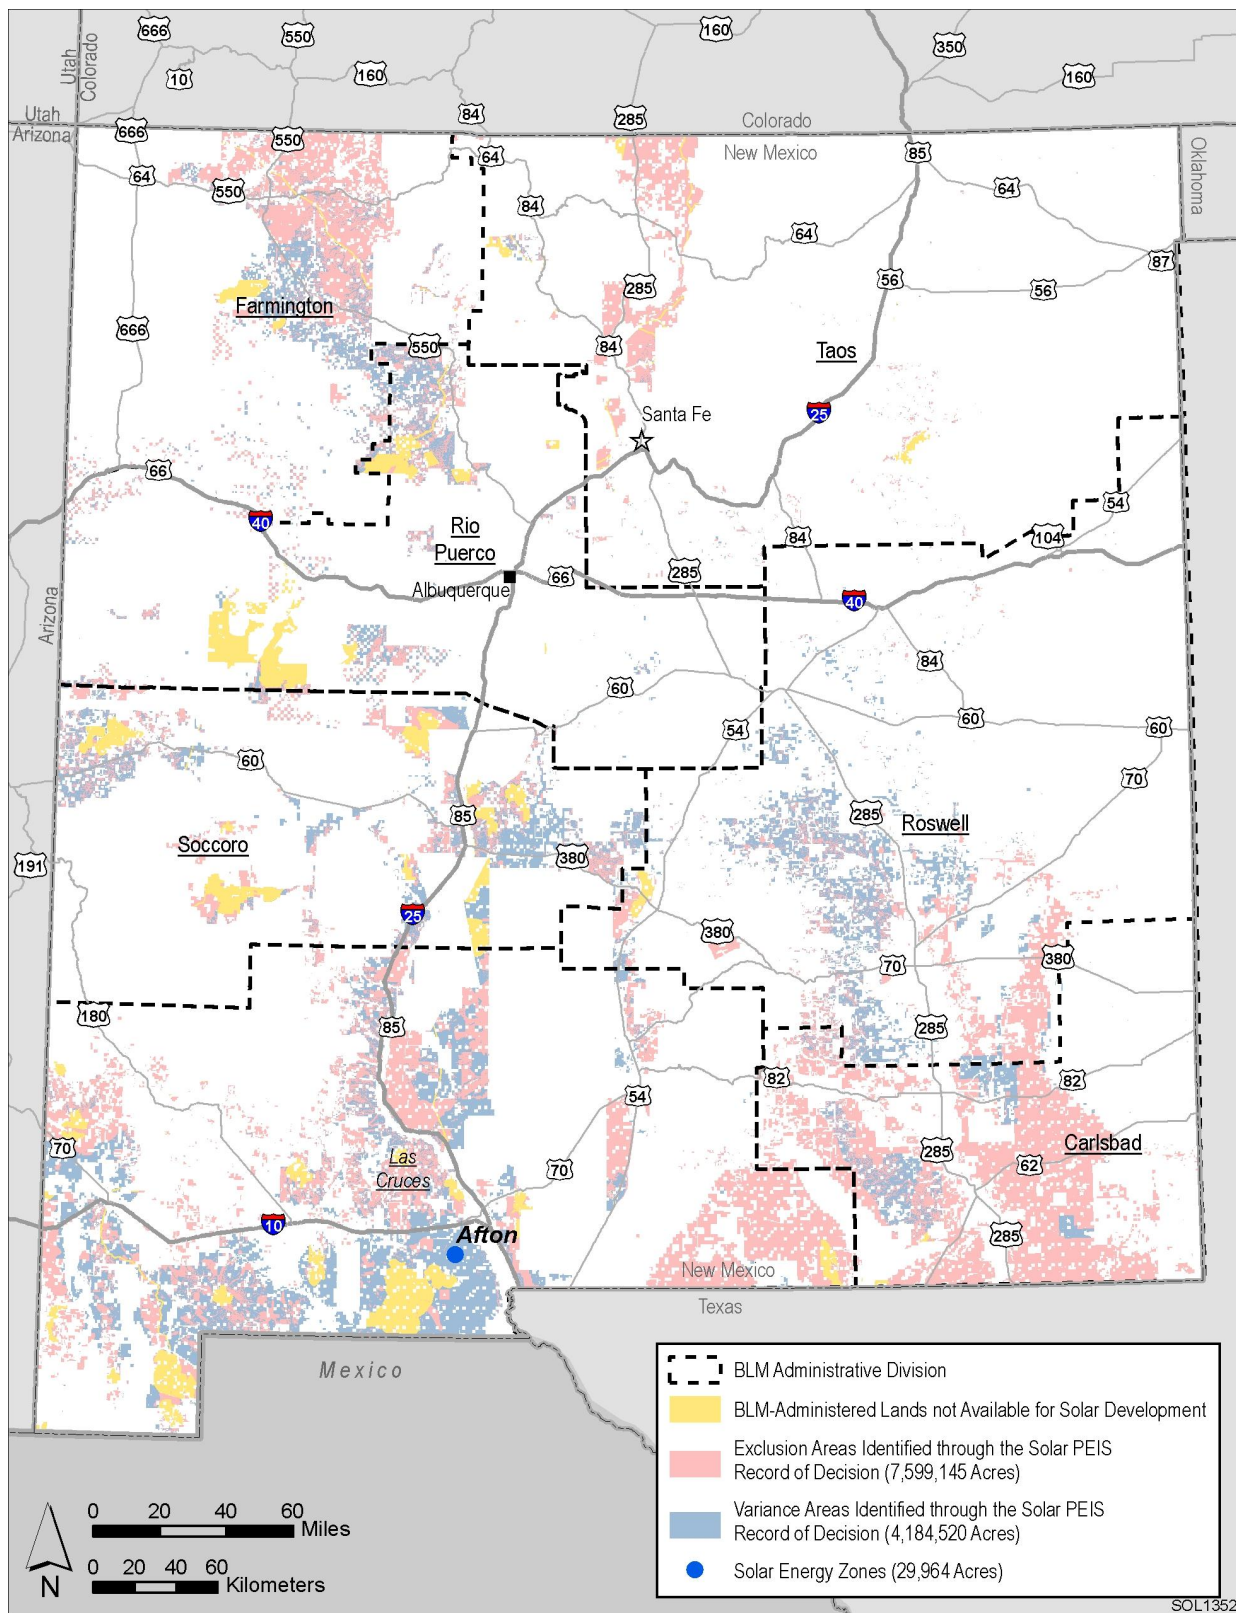 666
550
160
350
10
160
160
Utah
Colorado
84
285
Colorado
New Mexico
Utah
Arizona
666
550
64
85
Oklahoma
64
550
84
64
64
87
285
56
56
Farmington
666
550
84
Taos
25
Santa Fe
66
40
Rio
Puerco
Albuquerque
66
285
84
104
54
40
Arizona
84
60
54
60
60
60
70
85
285
Roswell
Soccoro
380
191
25
380
70
380
180
85
285
54
82
82
70
Las
Cruces
70
285
62
Carlsbad
10
Afton
285
New Mexico
Texas
Mexico
BLM Administrative Division
BLM-Administered Lands not Available for Solar Development
Exclusion Areas Identified through the Solar PEIS
Record of Decision (7,599,145 Acres)
Variance Areas Identified through the Solar PEIS
Record of Decision (4,184,520 Acres)
Solar Energy Zones (29,964 Acres)
N
0 20 40 60
Miles
0 20 40 60
Kilometers
SOL1352